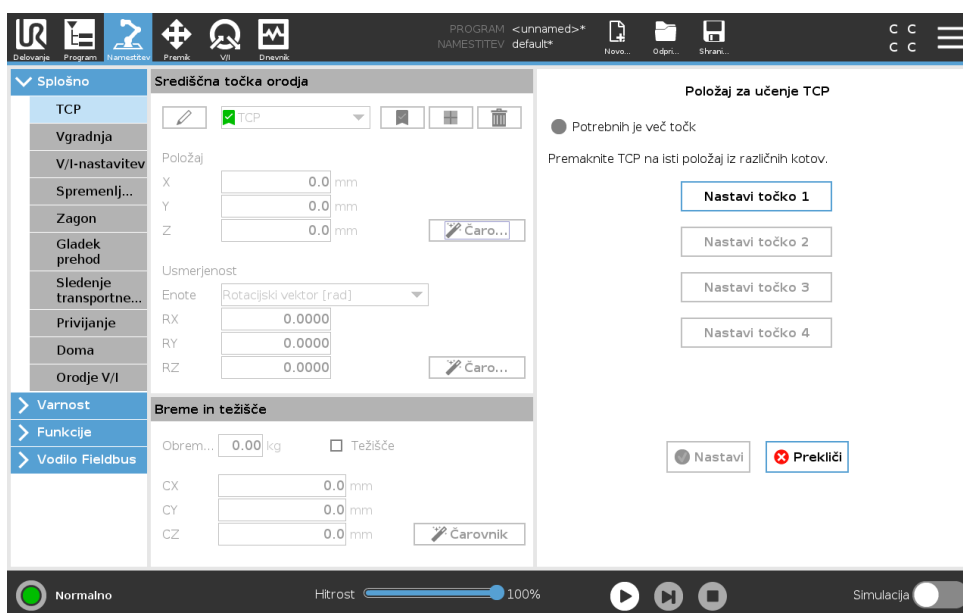 UR
Delovanje
Program
Namestitev
Premik
V/I
Dnevnik
PROGRAM <unnamed>*
NAMESTITEV default*
Novo...
Odpri...
Shrani...
C C
C C
Splošno
TCP
Vgradnja
V/I-nastavitev
Spremenlj...
Zagon
Gladek
prehod
Sledenje
transportne...
Privijanje
Doma
Orodje V/I
Varnost
Funkcije
Vodilo Fieldbus
Središčna točka orodja
TCP
Položaj
X 0.0 mm
Y 0.0 mm
Z 0.0 mm
Čaro...
Usmerjenost
Enote Rotacijski vektor [rad]
RX 0.0000
RY 0.0000
RZ 0.0000
Čaro...
Breme in težišče
Obrem... 0.00 kg Težišče
CX 0.0 mm
CY 0.0 mm
CZ 0.0 mm
Čarovnik
Položaj za učenje TCP
Potrebnih je več točk
Premaknite TCP na isti položaj iz različnih kotov.
Nastavi točko 1
Nastavi točko 2
Nastavi točko 3
Nastavi točko 4
Nastavi
Prekliči
Normalno
Hitrost 100%
Simulacija